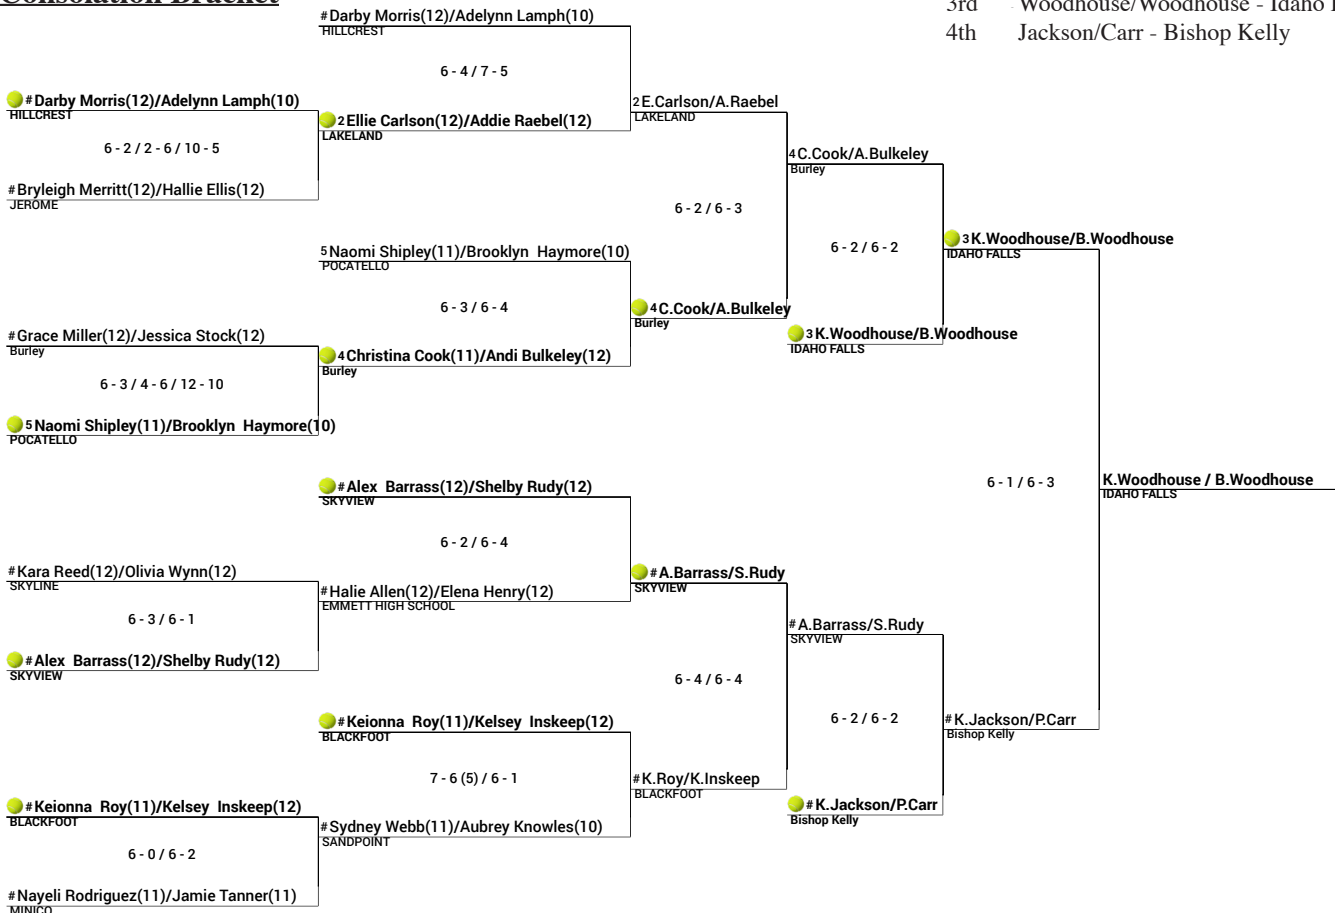 Consolation Bracket
3rd Woodhouse/Woodhouse - Idaho
4th Jackson/Carr - Bishop Kelly
#Darby Morris(12)/Adelynn Lamph(10)
HILLCREST
6 - 4 / 7 - 5
#Darby Morris(12)/Adelynn Lamph(10)
HILLCREST
2 Ellie Carlson(12)/Addie Raebel(12)
LAKELAND
6 - 2 / 2 - 6 / 10 - 5
#Bryleigh Merritt(12)/Hallie Ellis(12)
JEROME
2 E.Carlson/A.Raebel
LAKELAND
4 C.Cook/A.Bulkeley
Burley
6 - 2 / 6 - 3
5 Naomi Shipley(11)/Brooklyn Haymore(10)
POCATELLO
6 - 2 / 6 - 2
3 K.Woodhouse/B.Woodhouse
IDAHO FALLS
6 - 3 / 6 - 4
4 C.Cook/A.Bulkeley
Burley
#Grace Miller(12)/Jessica Stock(12)
Burley
3 K.Woodhouse/B.Woodhouse
IDAHO FALLS
4 Christina Cook(11)/Andi Bulkeley(12)
Burley
6 - 3 / 4 - 6 / 12 - 10
5 Naomi Shipley(11)/Brooklyn Haymore(10)
POCATELLO
#Alex Barrass(12)/Shelby Rudy(12)
SKYVIEW
6 - 1 / 6 - 3
K.Woodhouse / B.Woodhouse
IDAHO FALLS
6 - 2 / 6 - 4
#Kara Reed(12)/Olivia Wynn(12)
SKYLINE
#A.Barrass/S.Rudy
SKYVIEW
#Halie Allen(12)/Elena Henry(12)
EMMETT HIGH SCHOOL
6 - 3 / 6 - 1
#Alex Barrass(12)/Shelby Rudy(12)
SKYVIEW
#A.Barrass/S.Rudy
SKYVIEW
6 - 4 / 6 - 4
#Keionna Roy(11)/Kelsey Inskeep(12)
BLACKFOOT
6 - 2 / 6 - 2
#K.Jackson/P.Carr
Bishop Kelly
7 - 6 (5) / 6 - 1
#K.Roy/K.Inskeep
BLACKFOOT
#Keionna Roy(11)/Kelsey Inskeep(12)
BLACKFOOT
#K.Jackson/P.Carr
Bishop Kelly
#Sydney Webb(11)/Aubrey Knowles(10)
SANDPOINT
6 - 0 / 6 - 2
#Nayeli Rodriguez(11)/Jamie Tanner(11)
MINICO